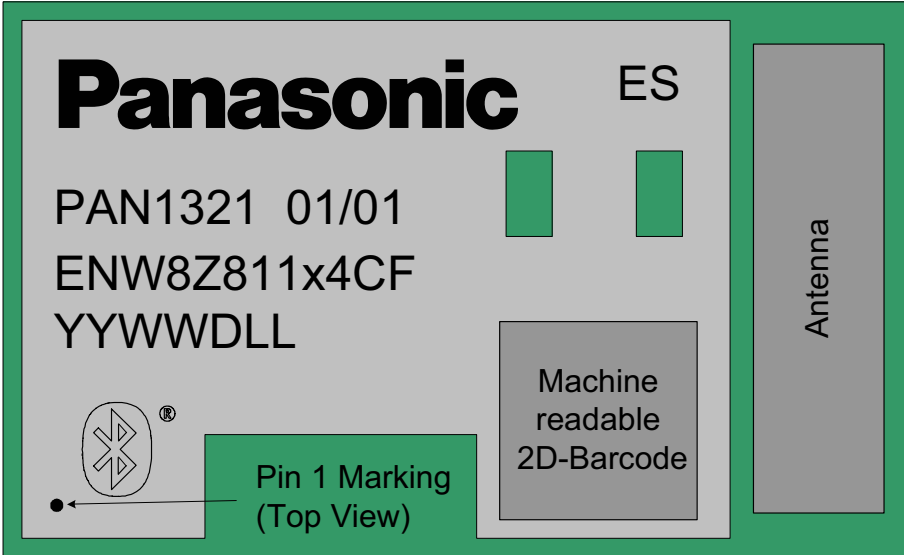 Panasonic ES
PAN1321 01/01
ENW8Z811x4CF
YYWWDLL
®
Pin 1 Marking
(Top View)
Machine
readable
2D-Barcode
Antenna